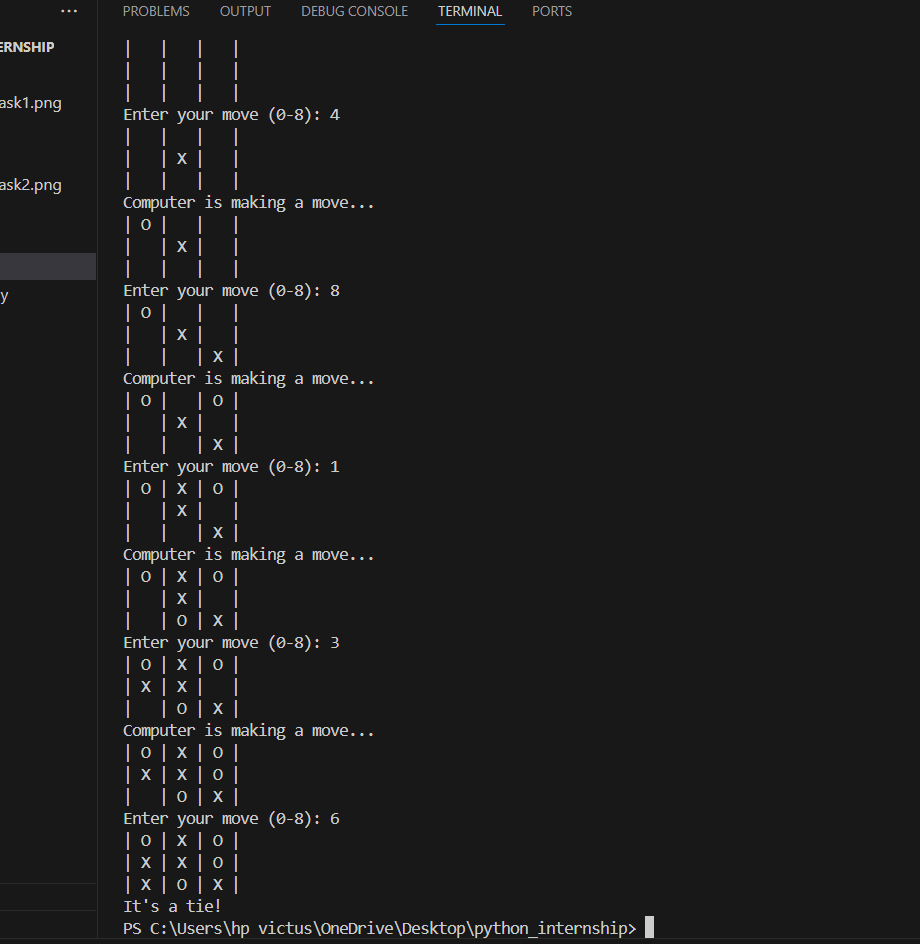 PROBLEMS OUTPUT DEBUG CONSOLE TERMINAL PORTS
ERNSHIP
ask1.png
ask2.png
y
|   |   |   |
|   |   |   |
|   |   |   |
Enter your move (0-8): 4
|   |   |   |
|   | X |   |
|   |   |   |
Computer is making a move...
| O |   |   |
|   | X |   |
|   |   |   |
Enter your move (0-8): 8
| O |   |   |
|   | X |   |
|   |   | X |
Computer is making a move...
| O |   | O |
|   | X |   |
|   |   | X |
Enter your move (0-8): 1
| O | X | O |
|   | X |   |
|   |   | X |
Computer is making a move...
| O | X | O |
|   | X |   |
|   | O | X |
Enter your move (0-8): 3
| O | X | O |
| X | X |   |
|   | O | X |
Computer is making a move...
| O | X | O |
| X | X | O |
|   | O | X |
Enter your move (0-8): 6
| O | X | O |
| X | X | O |
| X | O | X |
It's a tie!
PS C:\Users\hp victus\OneDrive\Desktop\python_internship>